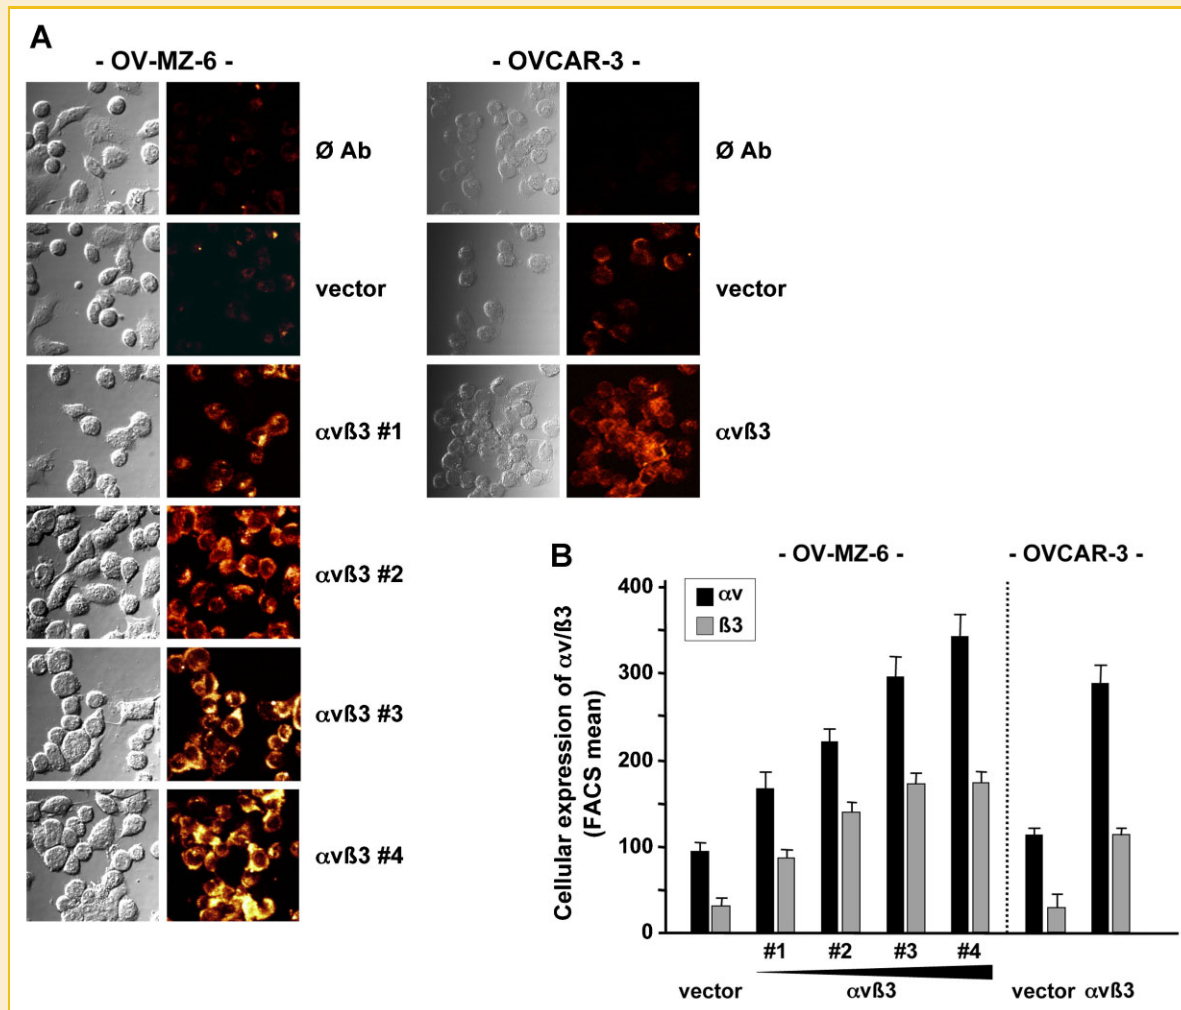 A
- OV-MZ-6 -
- OVCAR-3 -
Ø Ab
Ø Ab
vector
vector
αvß3 #1
αvß3
αvß3 #2
αvß3 #3
αvß3 #4
B
- OV-MZ-6 -
- OVCAR-3 -
Cellular expression of αv/ß3
(FACS mean)
400
300
200
100
0
αv
ß3
#1 #2 #3 #4
vector αvß3 vector αvß3